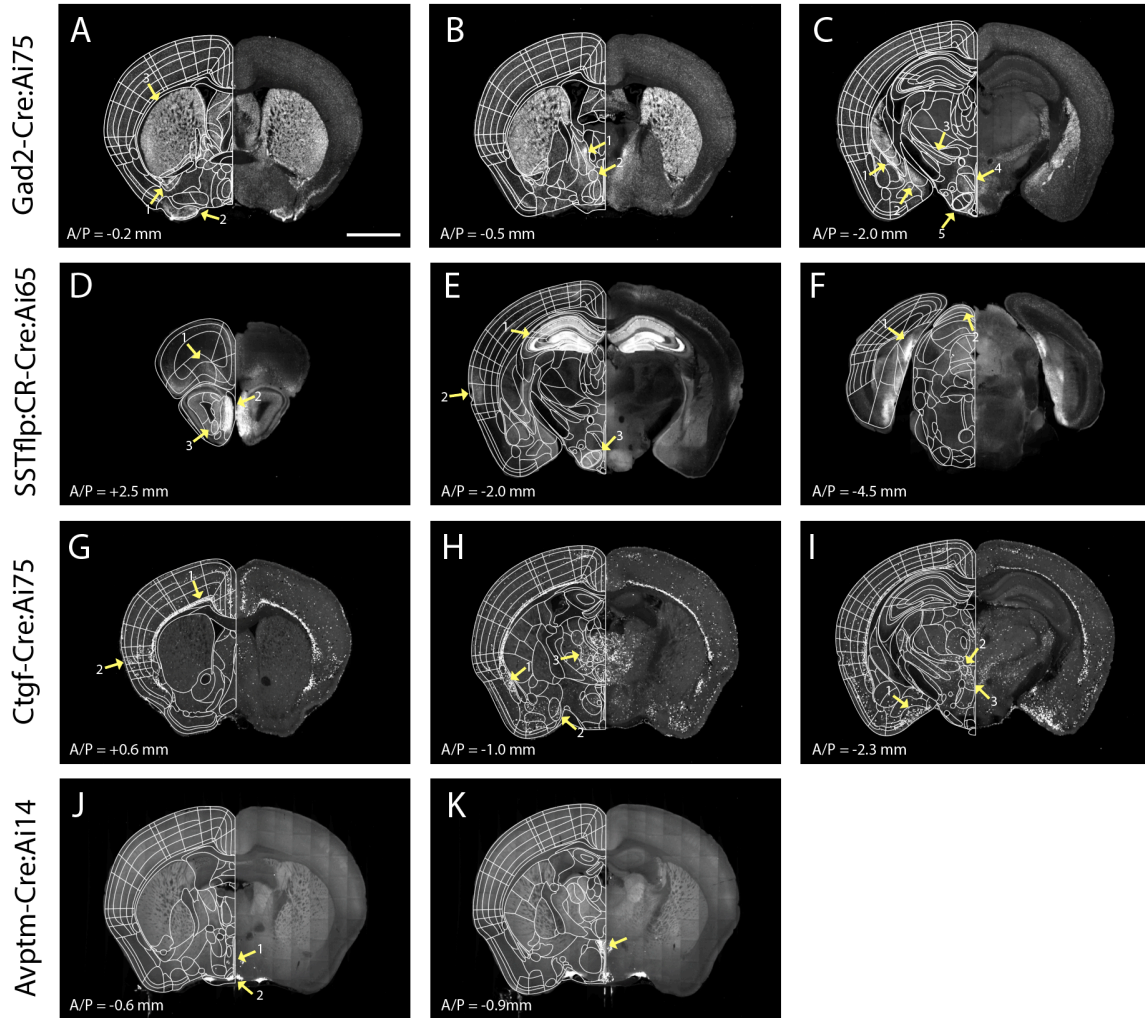 Gad2-Cre:Ai75
A
3
1
2
A/P = -0.2 mm
B
1
2
A/P = -0.5 mm
C
3
1
4
2
5
A/P = -2.0 mm
SSTflp:CR-Cre:Ai65
D
1
2
3
A/P = +2.5 mm
E
1
2
3
A/P = -2.0 mm
F
1
2
A/P = -4.5 mm
Ctgf-Cre:Ai75
G
1
2
A/P = +0.6 mm
H
1
3
2
A/P = -1.0 mm
I
2
1
3
A/P = -2.3 mm
Avptm-Cre:Ai14
J
1
2
A/P = -0.6 mm
K
A/P = -0.9mm